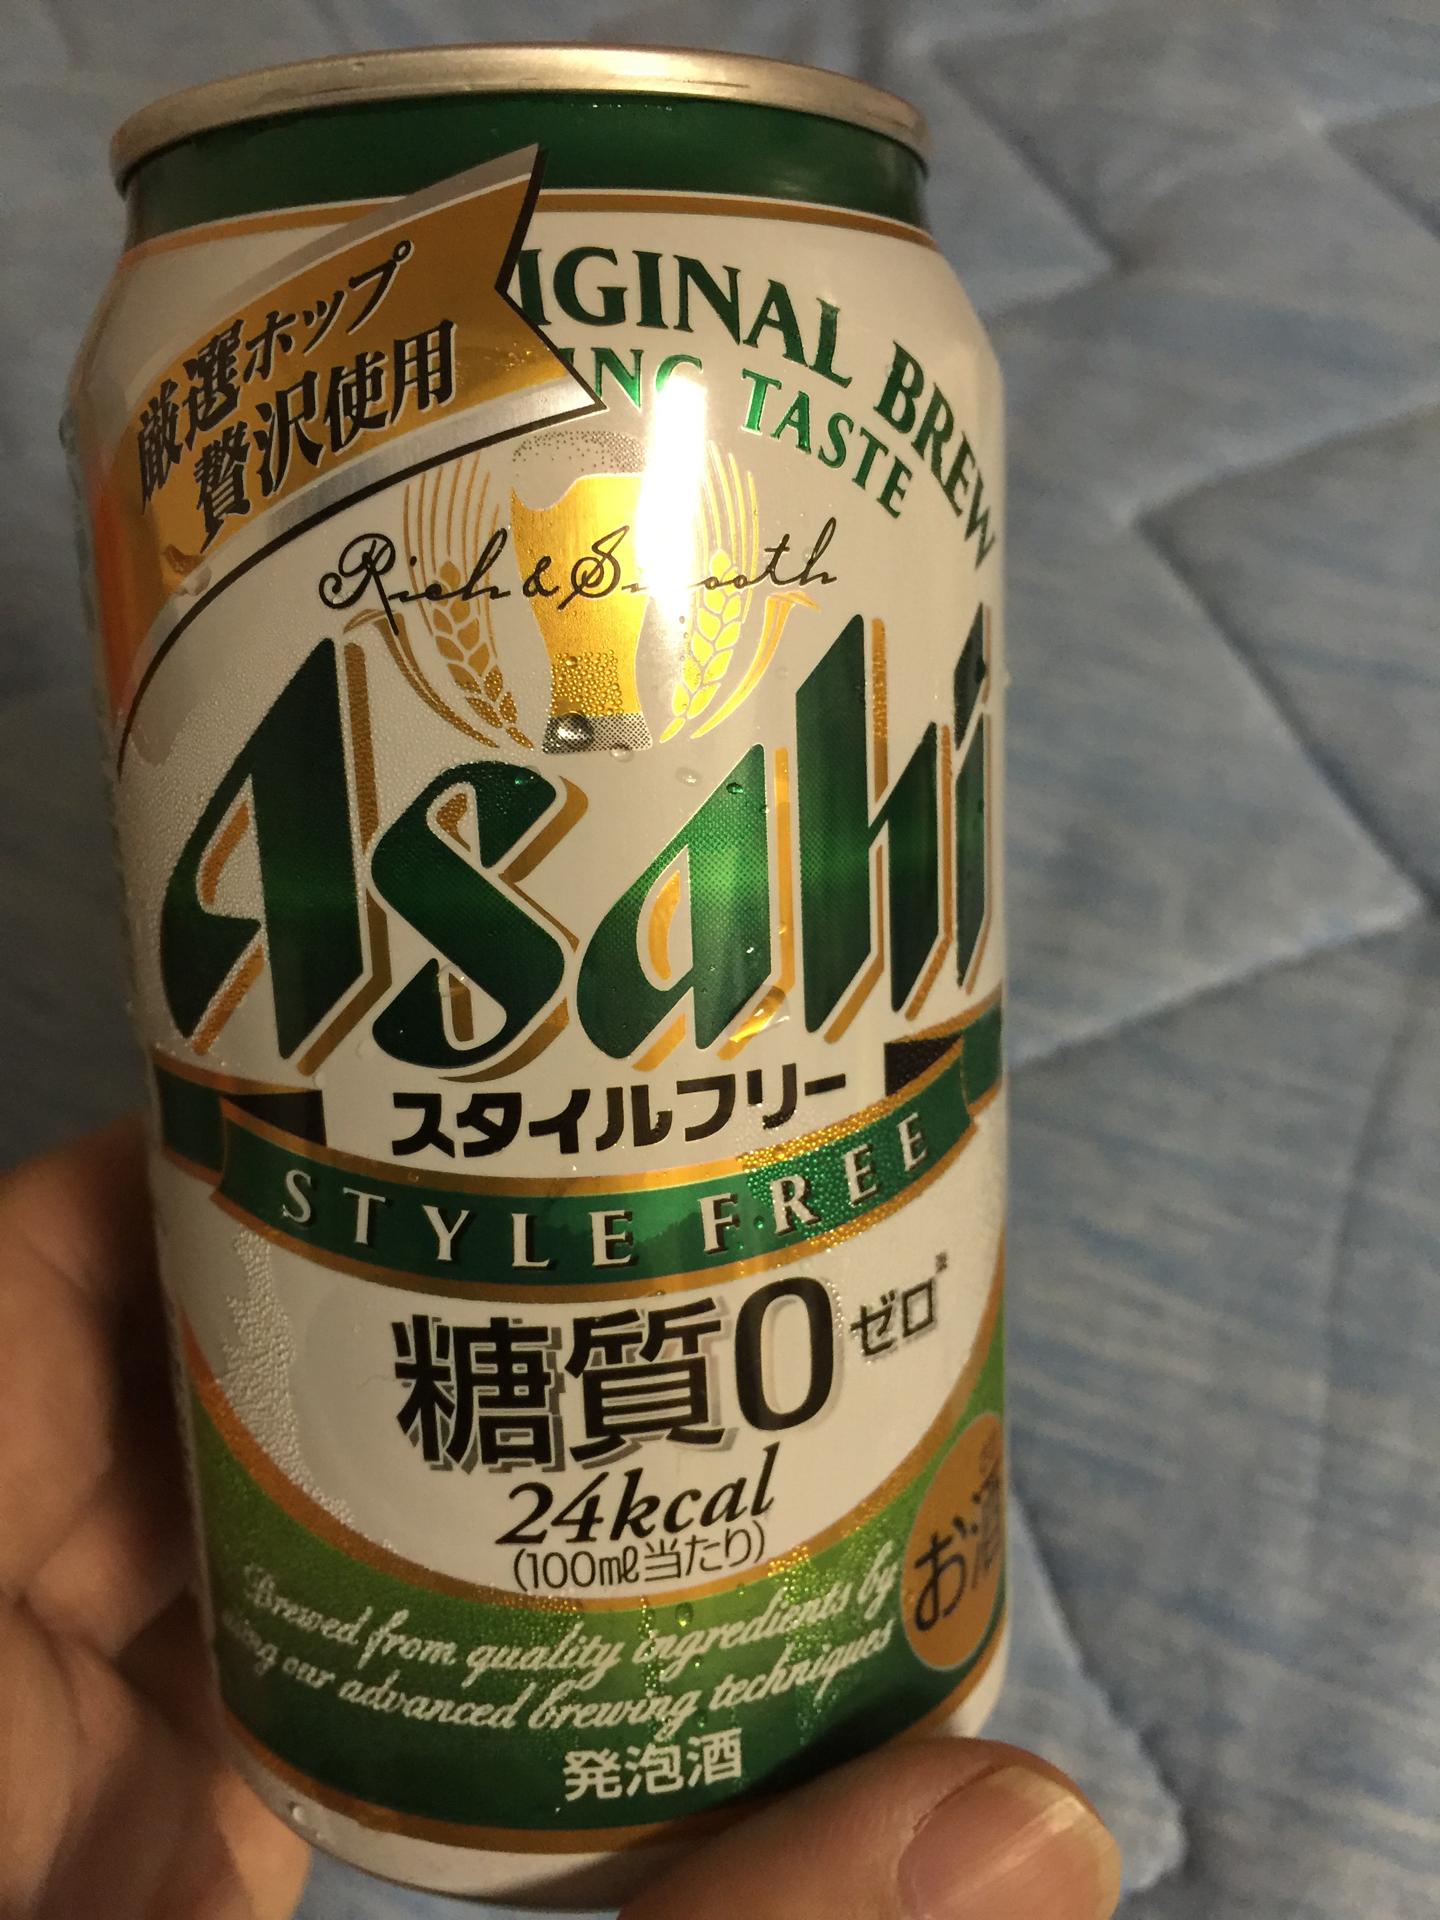 厳選ホップ
贅沢使用
ORIGINAL BREW
TASTE
Rich & Smooth
Asahi
スタイルフリー
STYLE FREE
糖質0ゼロ※
24kcal
(100ml当たり)
お酒
Brewed from quality ingredients by
using our advanced brewing techniques
発泡酒